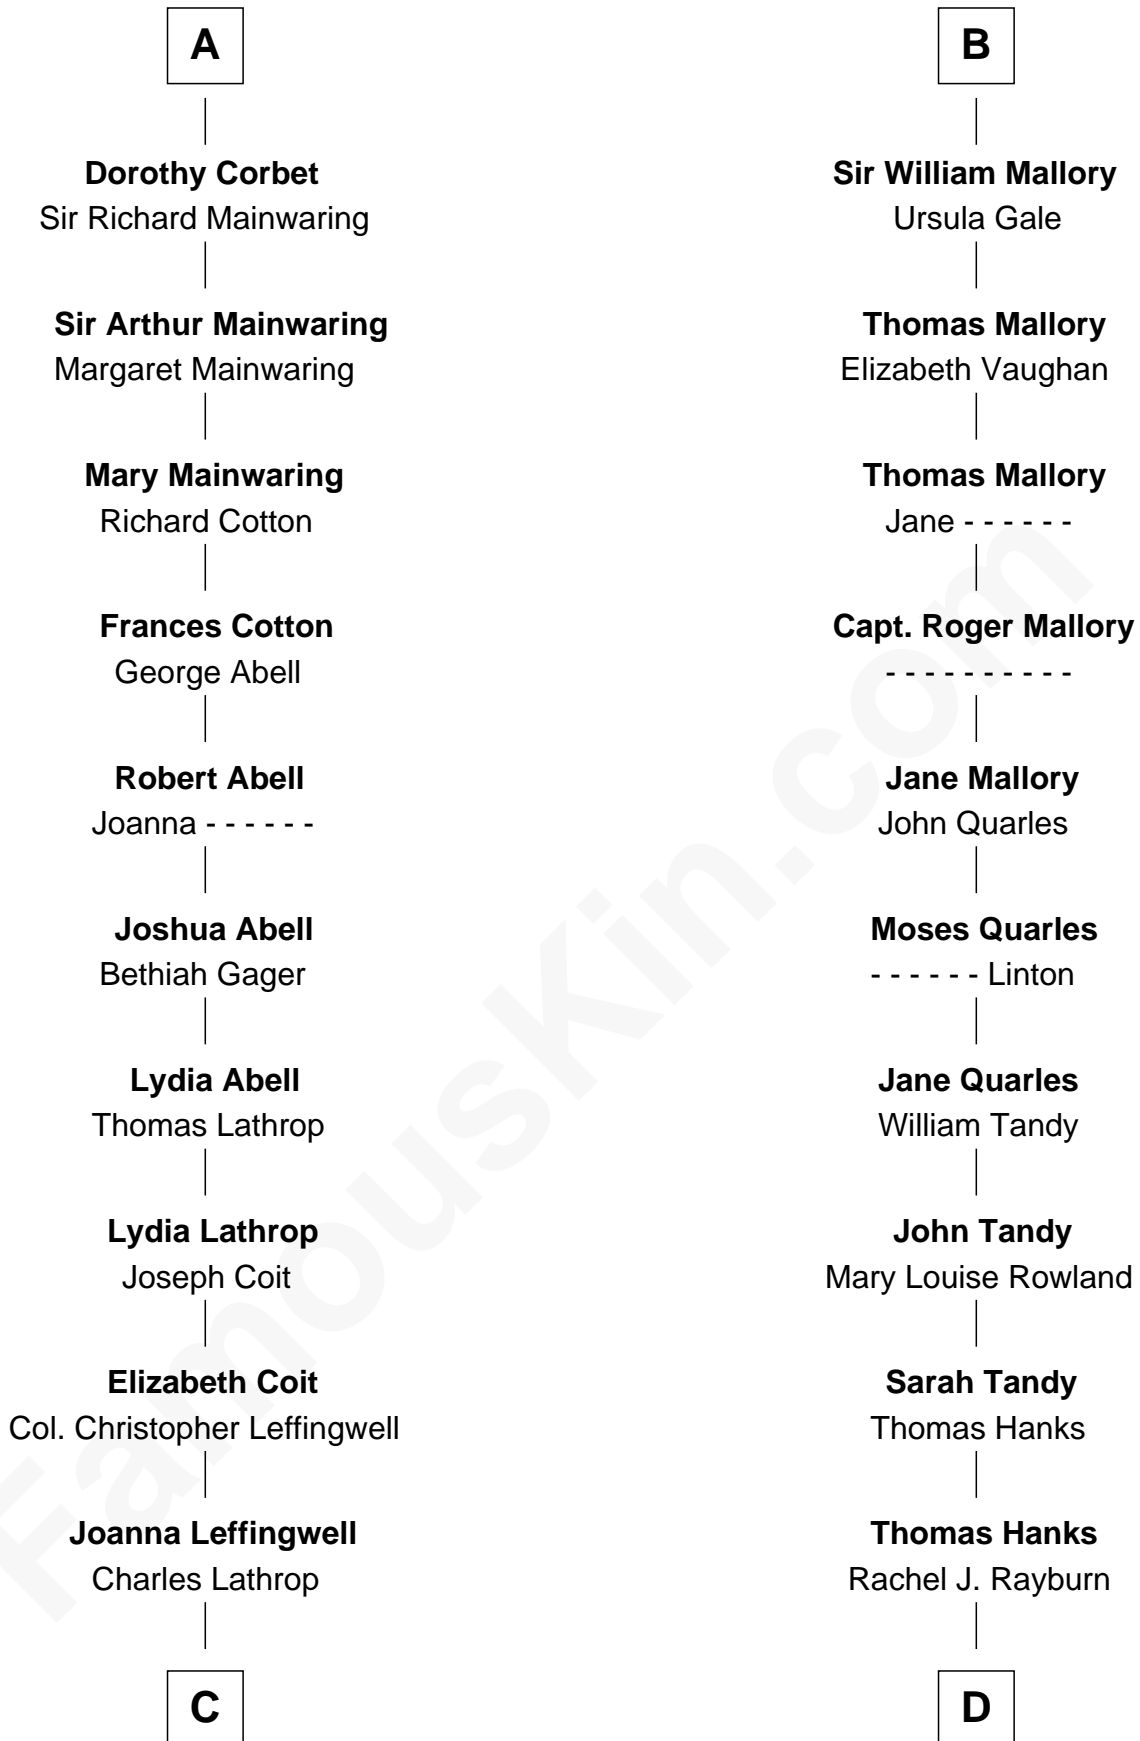 A
Dorothy Corbet
Sir Richard Mainwaring
Sir Arthur Mainwaring
Margaret Mainwaring
Mary Mainwaring
Richard Cotton
Frances Cotton
George Abell
Robert Abell
Joanna - - - - - -
Joshua Abell
Bethiah Gager
Lydia Abell
Thomas Lathrop
Lydia Lathrop
Joseph Coit
Elizabeth Coit
Col. Christopher Leffingwell
Joanna Leffingwell
Charles Lathrop
C
B
Sir William Mallory
Ursula Gale
Thomas Mallory
Elizabeth Vaughan
Thomas Mallory
Jane - - - - - -
Capt. Roger Mallory
- - - - - - - - - -
Jane Mallory
John Quarles
Moses Quarles
- - - - - - Linton
Jane Quarles
William Tandy
John Tandy
Mary Louise Rowland
Sarah Tandy
Thomas Hanks
Thomas Hanks
Rachel J. Rayburn
D
FamousKin.com